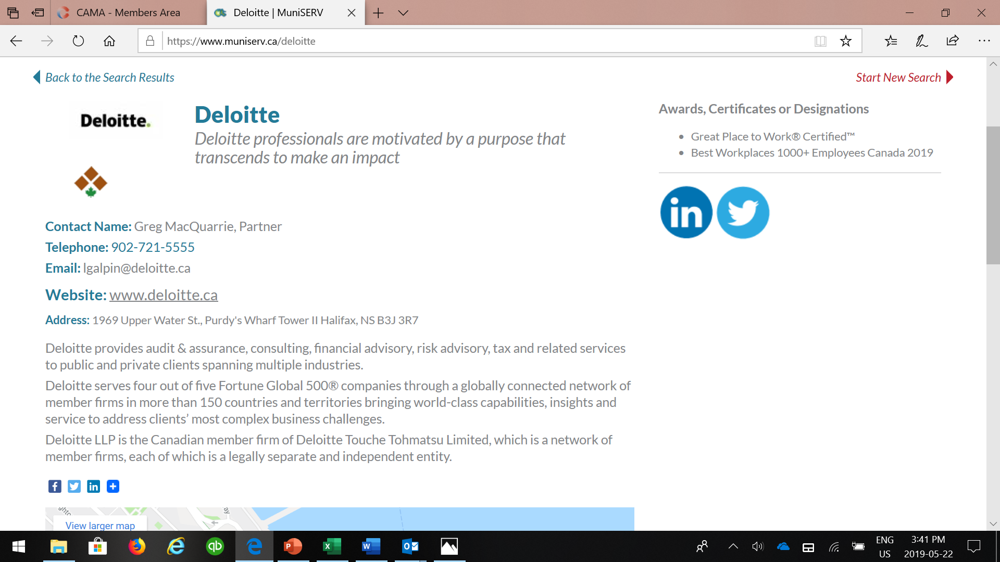 CAMA - Members Area
Deloitte | MuniSERV
https://www.muniserv.ca/deloitte
Back to the Search Results
Start New Search
Deloitte.
Deloitte
Deloitte professionals are motivated by a purpose that
transcends to make an impact
Awards, Certificates or Designations
Great Place to Work® Certified™
Best Workplaces 1000+ Employees Canada 2019
in
Contact Name: Greg MacQuarrie, Partner
Telephone: 902-721-5555
Email: lgalpin@deloitte.ca
Website: www.deloitte.ca
Address: 1969 Upper Water St., Purdy's Wharf Tower II Halifax, NS B3J 3R7
Deloitte provides audit & assurance, consulting, financial advisory, risk advisory, tax and related services
to public and private clients spanning multiple industries.
Deloitte serves four out of five Fortune Global 500® companies through a globally connected network of
member firms in more than 150 countries and territories bringing world-class capabilities, insights and
service to address clients’ most complex business challenges.
Deloitte LLP is the Canadian member firm of Deloitte Touche Tohmatsu Limited, which is a network of
member firms, each of which is a legally separate and independent entity.
f in +
View larger map
qb P X W O
ENG
US
3:41 PM
2019-05-22